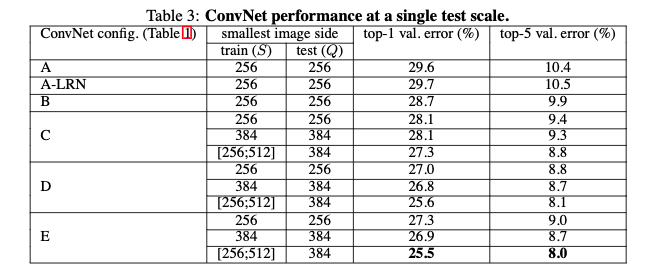 Table 3: ConvNet performance at a single test scale.
ConvNet config. (Table 1) smallest image side top-1 val. error (%) top-5 val. error (%)
train (S) test (Q)
A 256 256 29.6 10.4
A-LRN 256 256 29.7 10.5
B 256 256 28.7 9.9
256 256 28.1 9.4
C 384 384 28.1 9.3
[256;512] 384 27.3 8.8
256 256 27.0 8.8
D 384 384 26.8 8.7
[256;512] 384 25.6 8.1
256 256 27.3 9.0
E 384 384 26.9 8.7
[256;512] 384 25.5 8.0